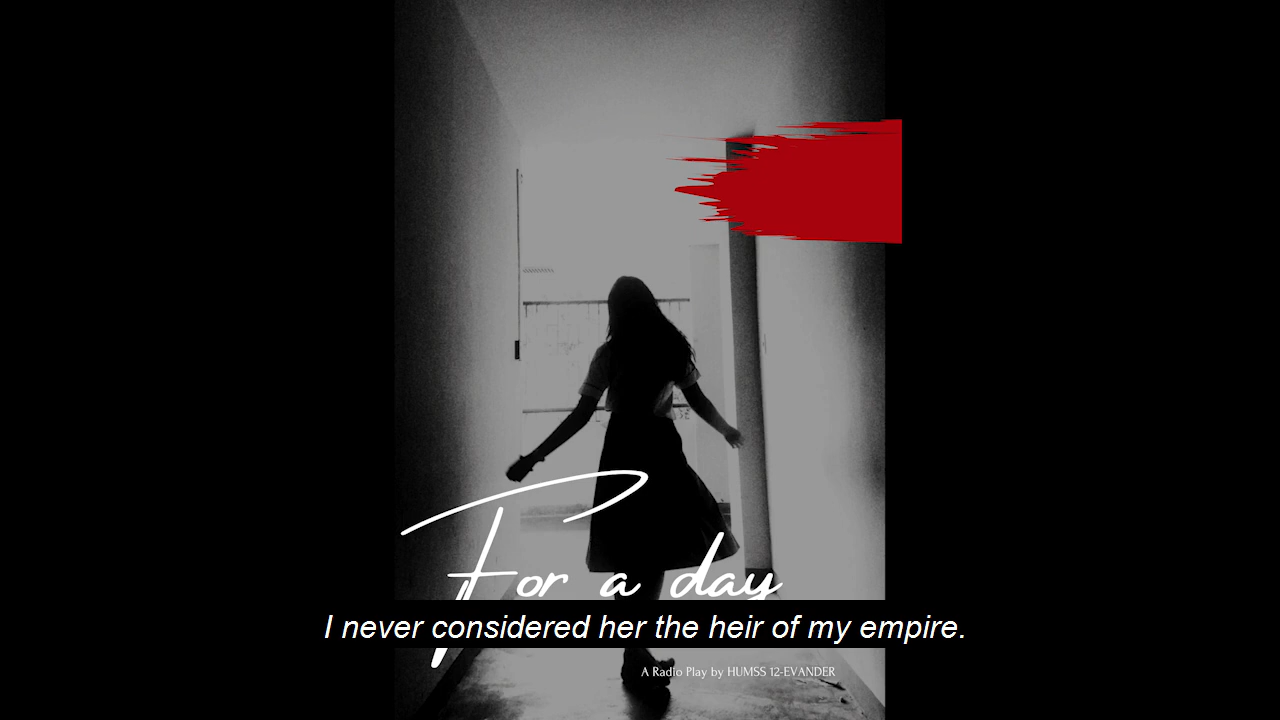 For a day
I never considered her the heir of my empire.
A Radio Play by HUMSS 12-EVANDER